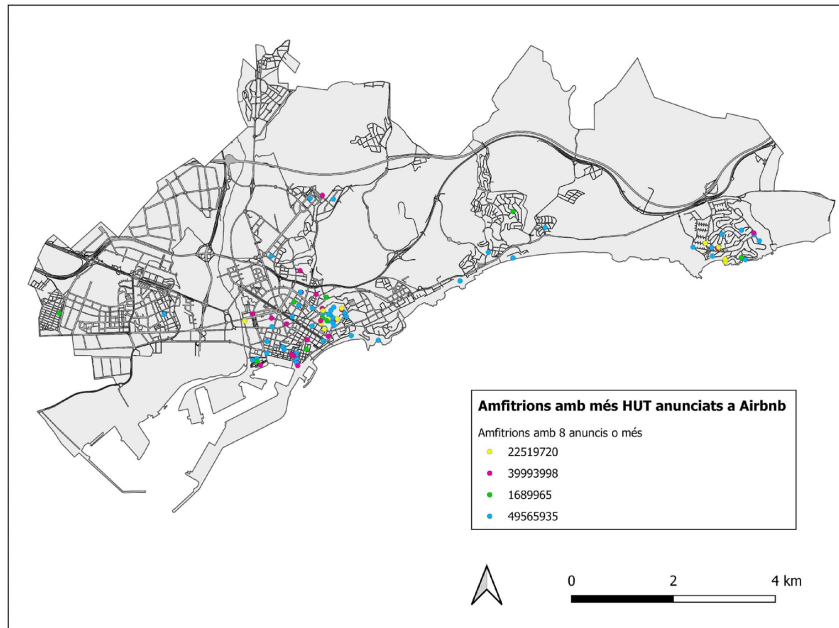 Amfitrions amb més HUT anunciats a Airbnb
Amfitrions amb 8 anuncis o més
22519720
39993998
1689965
49565935
0 2 4 km